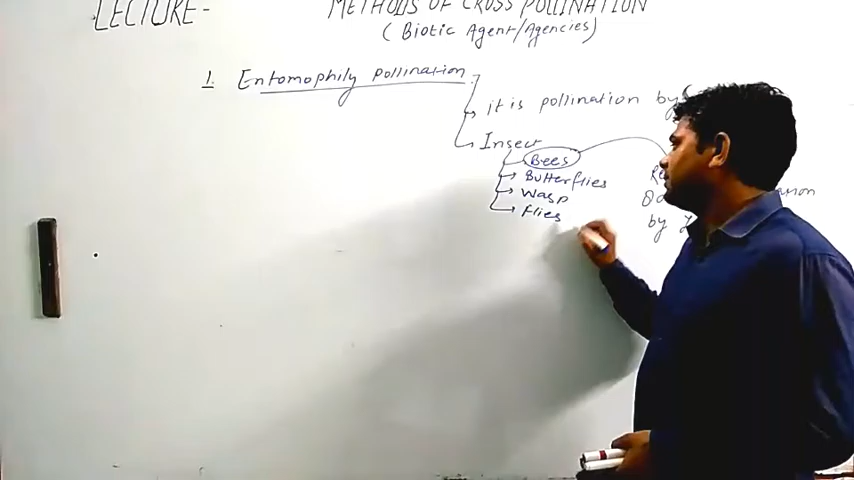 LECTURE-
METHODS OF CROSS POLLINATION
(Biotic Agent/Agencies)
1. Entomophily pollination
it is pollination by
Insect
Bees
Butterflies
Wasp
flies
by